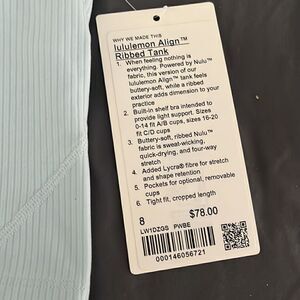 WHY WE MADE THIS
lululemon Align™
Ribbed Tank
1. When feeling nothing is
everything. Powered by Nulu™
fabric, this version of our
lululemon Align™ tank feels
buttery-soft, while a ribbed
exterior adds dimension to your
practice
2. Built-in shelf bra intended to
provide light support. Sizes
0-14 fit A/B cups, sizes 16-20
fit C/D cups
3. Buttery-soft, ribbed Nulu™
fabric is sweat-wicking,
quick-drying, and four-way
stretch
4. Added Lycra® fibre for stretch
and shape retention
5. Pockets for optional, removable
cups
6. Tight fit, cropped length
8 $78.00
LW1DZGS PWBE
000146056721